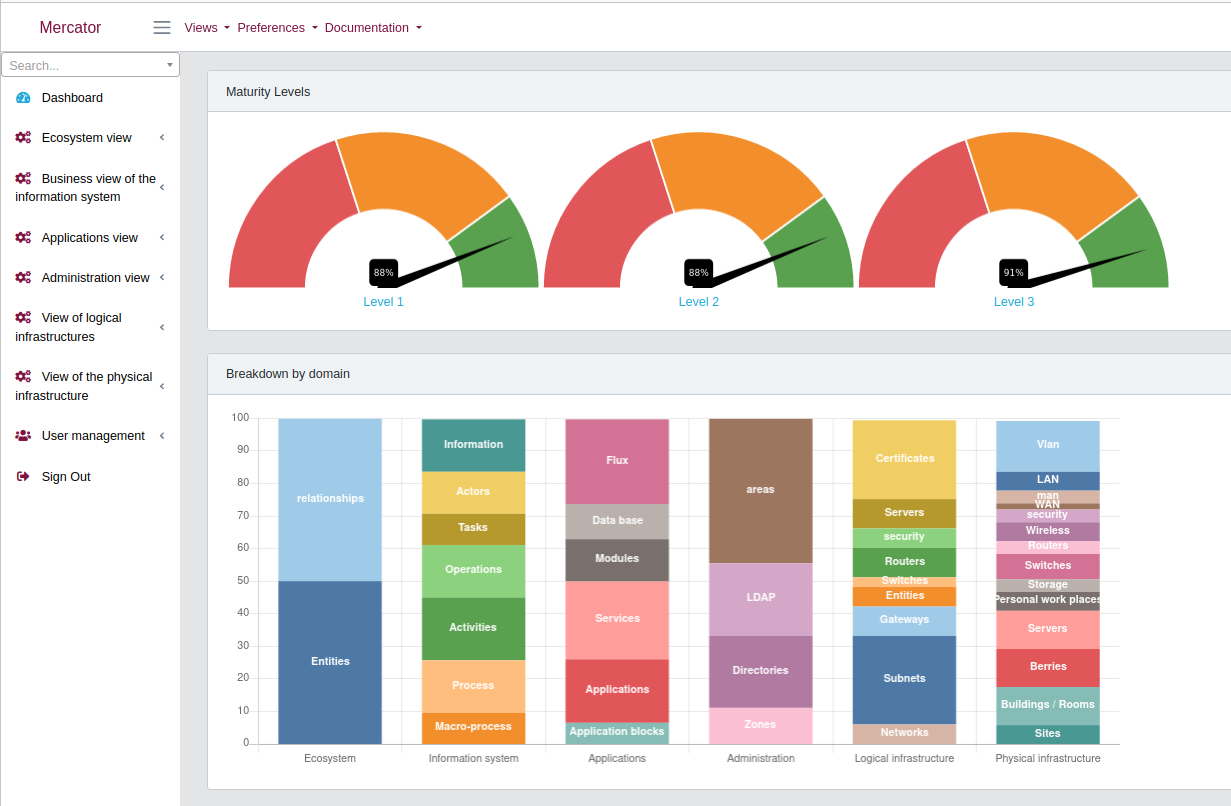 Mercator
Views Preferences Documentation
Search...
Dashboard
Ecosystem view
Business view of the
information system
Applications view
Administration view
View of logical
infrastructures
View of the physical
infrastructure
User management
Sign Out
Maturity Levels
88% 88% 91%
Level 1 Level 2 Level 3
Breakdown by domain
100
90
80
70
60
50
40
30
20
10
0
relationships
Entities
Information
Actors
Tasks
Operations
Activities
Process
Macro-process
Flux
Data base
Modules
Services
Applications
Application blocks
areas
LDAP
Directories
Zones
Certificates
Servers
security
Routers
Switches
Entities
Gateways
Subnets
Networks
Vlan
LAN
man
WAN
security
Wireless
Routers
Switches
Storage
Personal work places
Servers
Berries
Buildings / Rooms
Sites
Ecosystem Information system Applications Administration Logical infrastructure Physical infrastructure